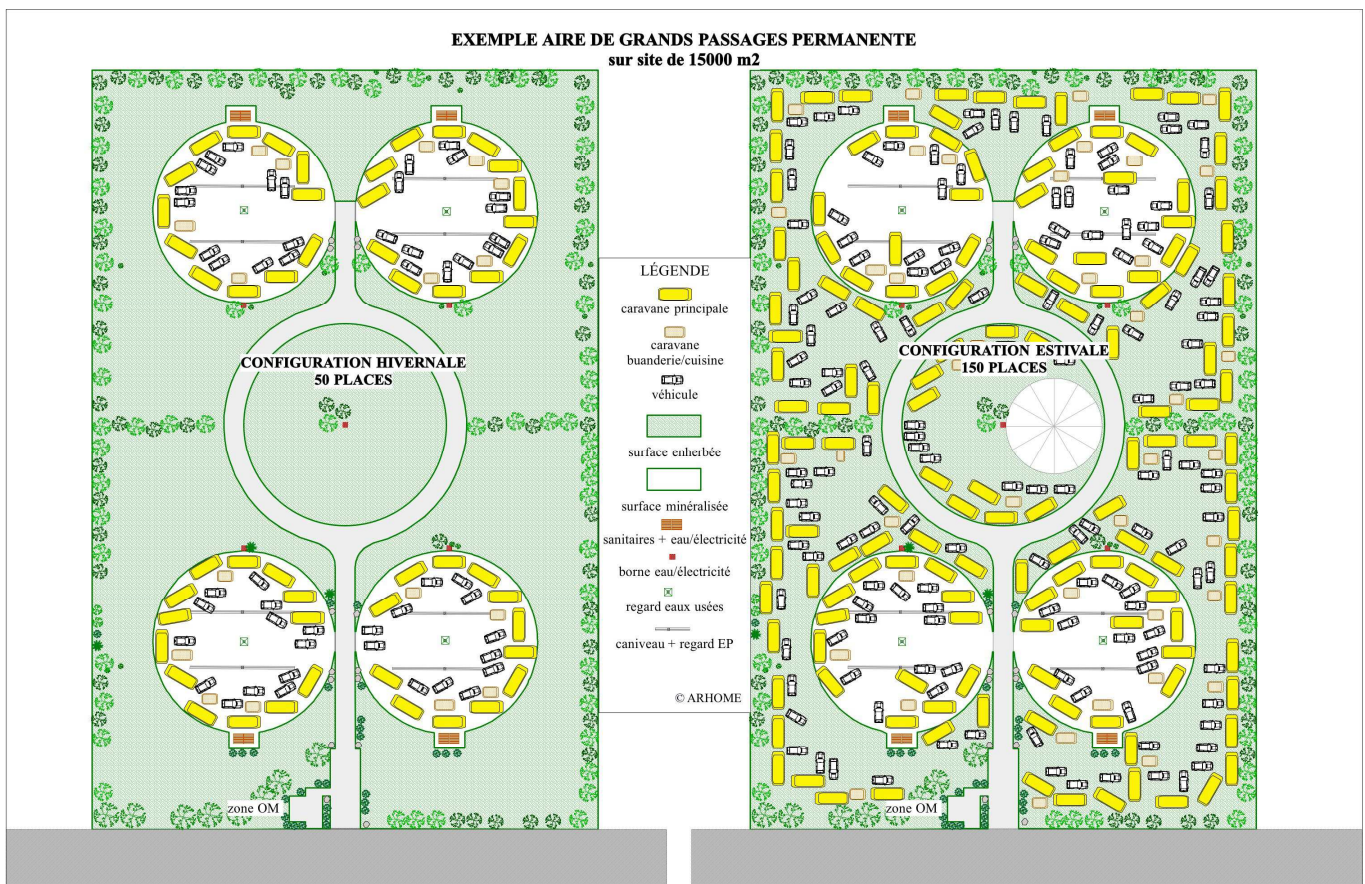 EXEMPLE AIRE DE GRANDS PASSAGES PERMANENTE
sur site de 15000 m2
CONFIGURATION HIVERNALE
50 PLACES
zone OM
LÉGENDE
caravane principale
caravane
buanderie/cuisine
véhicule
surface enherbée
surface minéralisée
sanitaires + eau/électricité
borne eau/électricité
regard eaux usées
caniveau + regard EP
© ARHOME
CONFIGURATION ESTIVALE
150 PLACES
zone OM